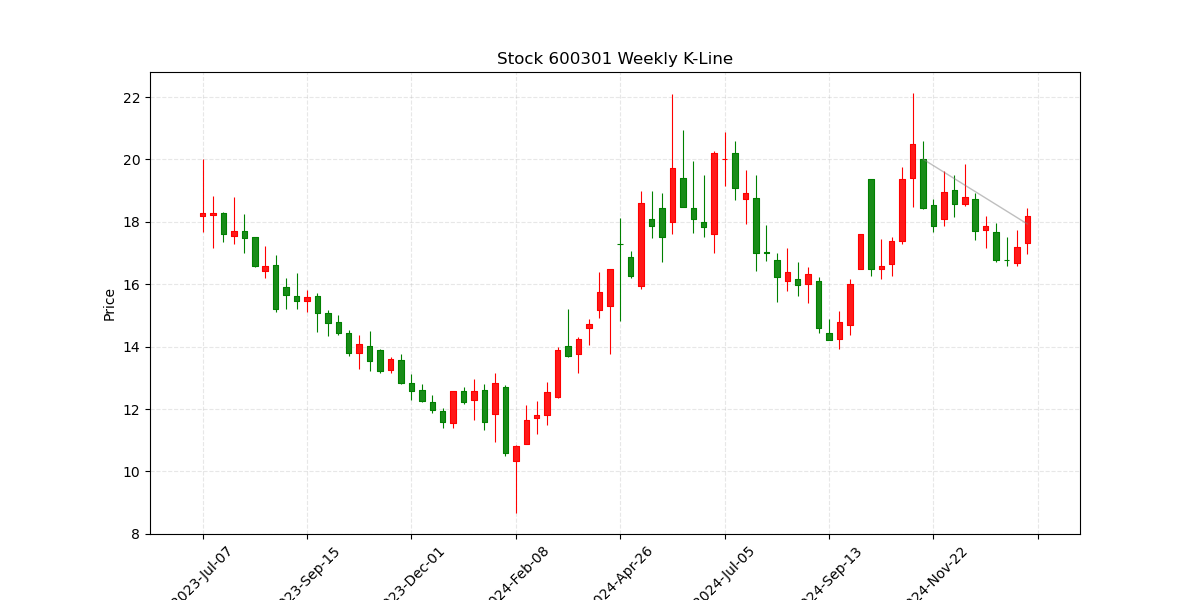 Stock 600301 Weekly K-Line
Price
22
20
18
16
14
12
10
8
2023-Jul-07
2023-Sep-15
2023-Dec-01
2024-Feb-08
2024-Apr-26
2024-Jul-05
2024-Sep-13
2024-Nov-22